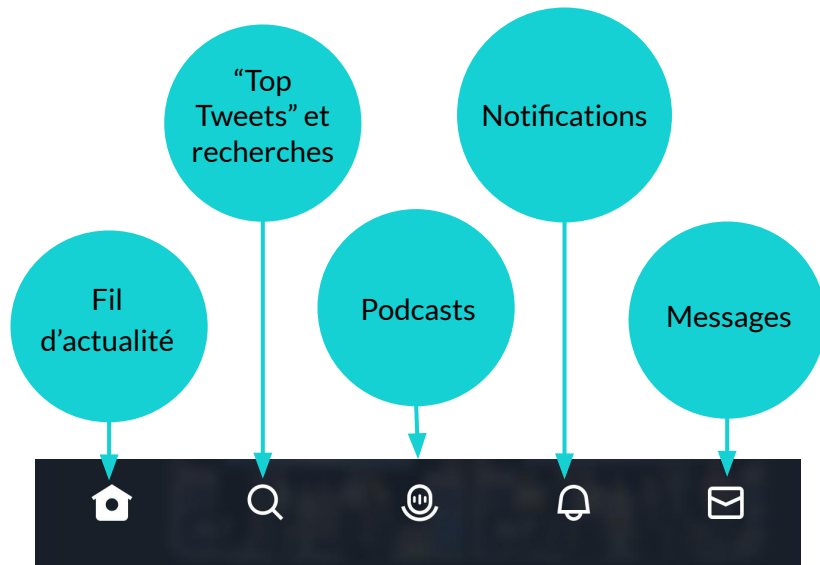 “Top
Tweets” et
recherches
Notifications
Fil
d’actualité
Podcasts
Messages